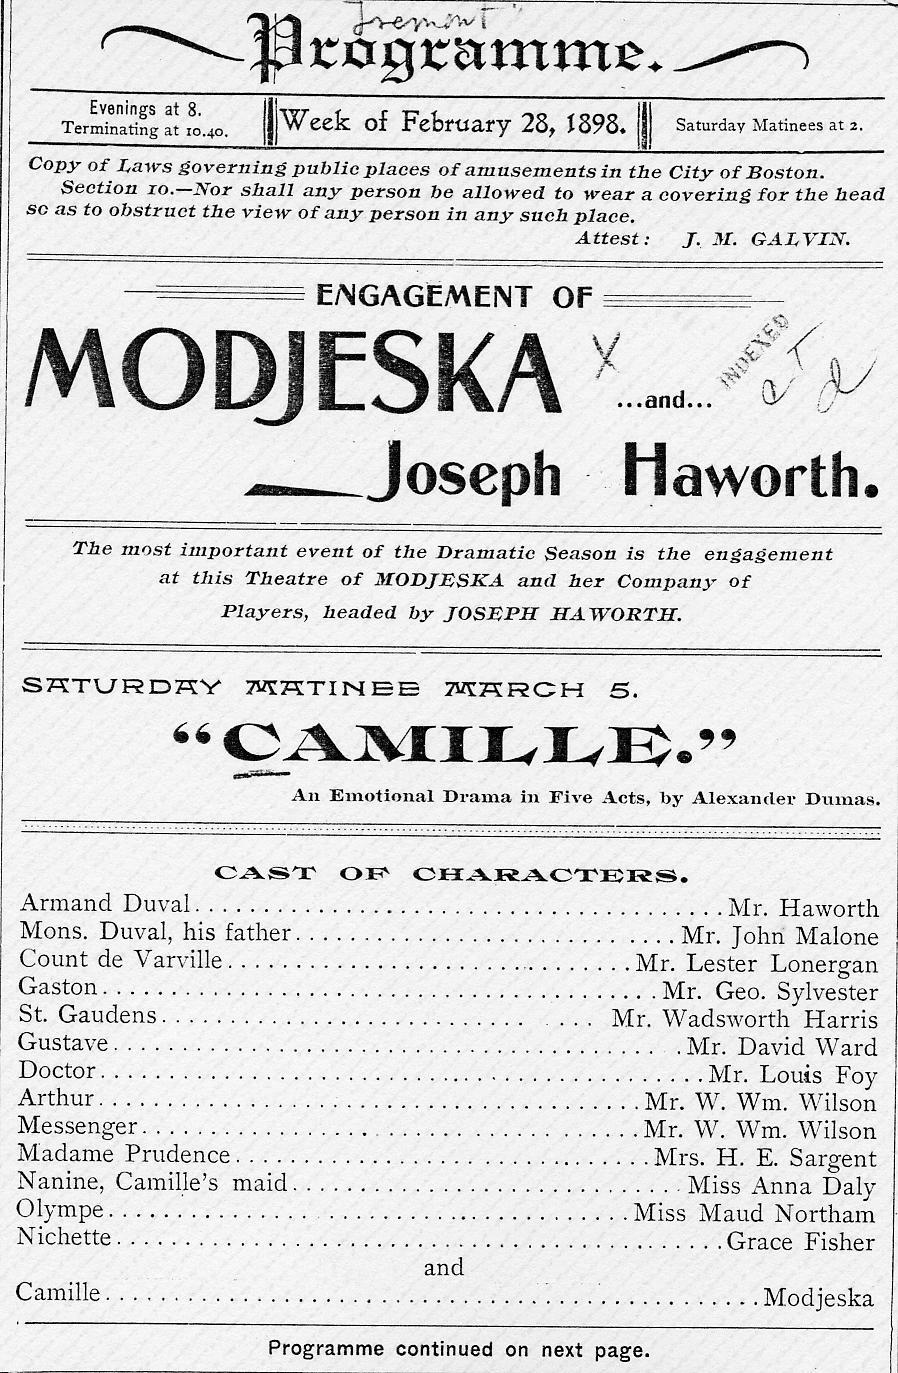 Tremont"
Programme.
Evenings at 8.
Terminating at 10.40.
Week of February 28, 1898.
Saturday Matinees at 2.
Copy of Laws governing public places of amusements in the City of Boston.
Section 10.—Nor shall any person be allowed to wear a covering for the head
so as to obstruct the view of any person in any such place.
Attest: J. M. GALVIN.
ENGAGEMENT OF
MODJESKA X
...and...
INDEXED
Joseph Haworth.
The most important event of the Dramatic Season is the engagement
at this Theatre of MODJESKA and her Company of
Players, headed by JOSEPH HAWORTH.
SATURDAY MATINEE MARCH 5.
"CAMILLE."
An Emotional Drama in Five Acts, by Alexander Dumas.
CAST OF CHARACTERS.
Armand Duval........................................Mr. Haworth
Mons. Duval, his father.............................Mr. John Malone
Count de Varville..............................Mr. Lester Lonergan
Gaston.........................................Mr. Geo. Sylvester
St. Gaudens............................... .... Mr. Wadsworth Harris
Gustave.......................................... .Mr. David Ward
Doctor.............................................Mr. Louis Foy
Arthur........................................Mr. W. Wm. Wilson
Messenger.....................................Mr. W. Wm. Wilson
Madame Prudence...............................Mrs. H. E. Sargent
Nanine, Camille's maid.............................Miss Anna Daly
Olympe.......................................Miss Maud Northam
Nichette.............................................Grace Fisher
and
Camille.................................................Modjeska
Programme continued on next page.